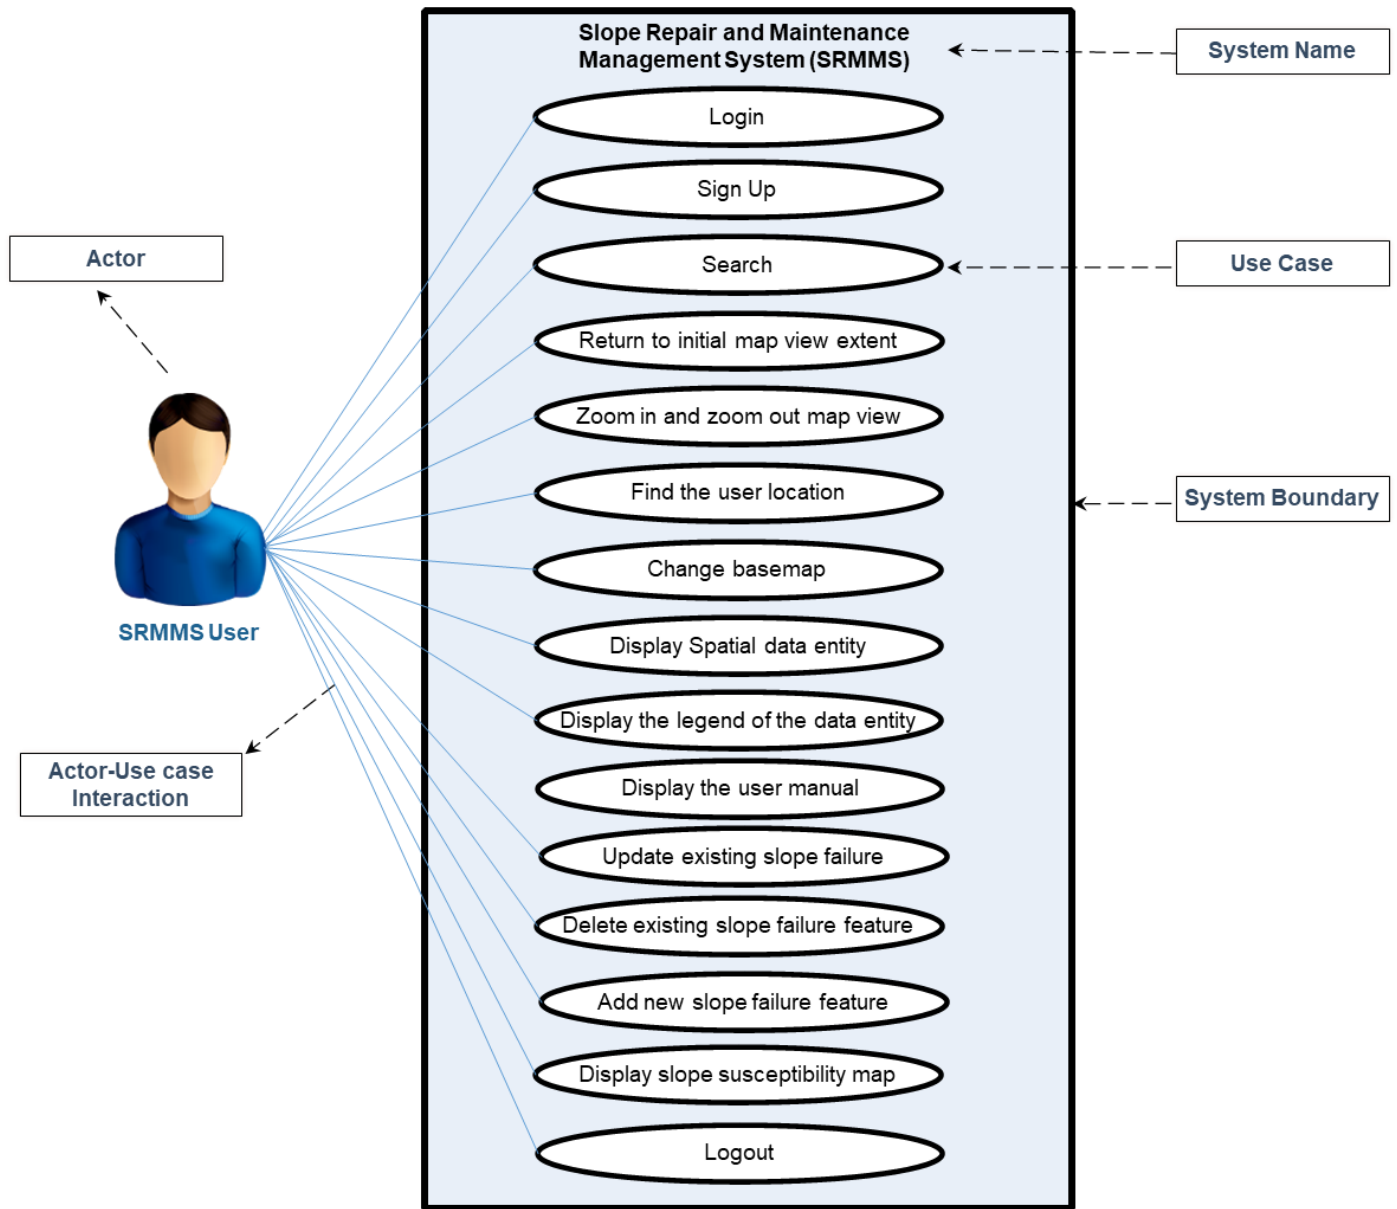 Slope Repair and Maintenance
Management System (SRMMS)
System Name
Login
Sign Up
Actor
Search
Use Case
Return to initial map view extent
Zoom in and zoom out map view
Find the user location
System Boundary
Change basemap
SRMMS User
Display Spatial data entity
Display the legend of the data entity
Actor-Use case
Interaction
Display the user manual
Update existing slope failure
Delete existing slope failure feature
Add new slope failure feature
Display slope susceptibility map
Logout